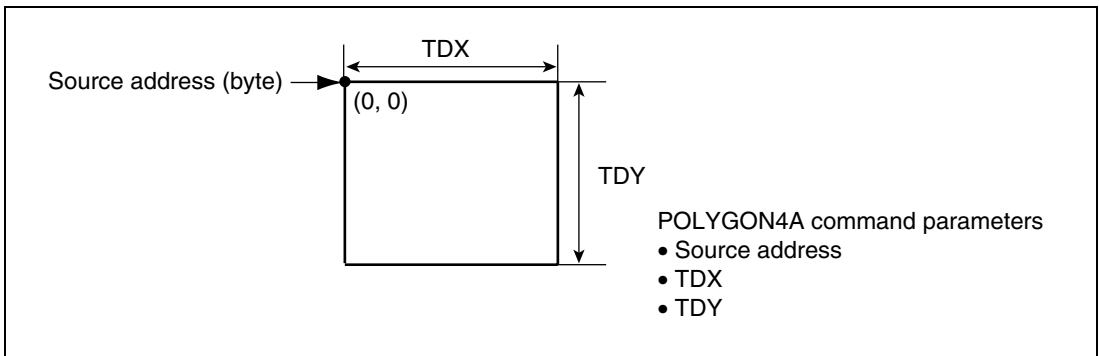 TDX
Source address (byte)
(0, 0)
TDY
POLYGON4A command parameters
• Source address
• TDX
• TDY